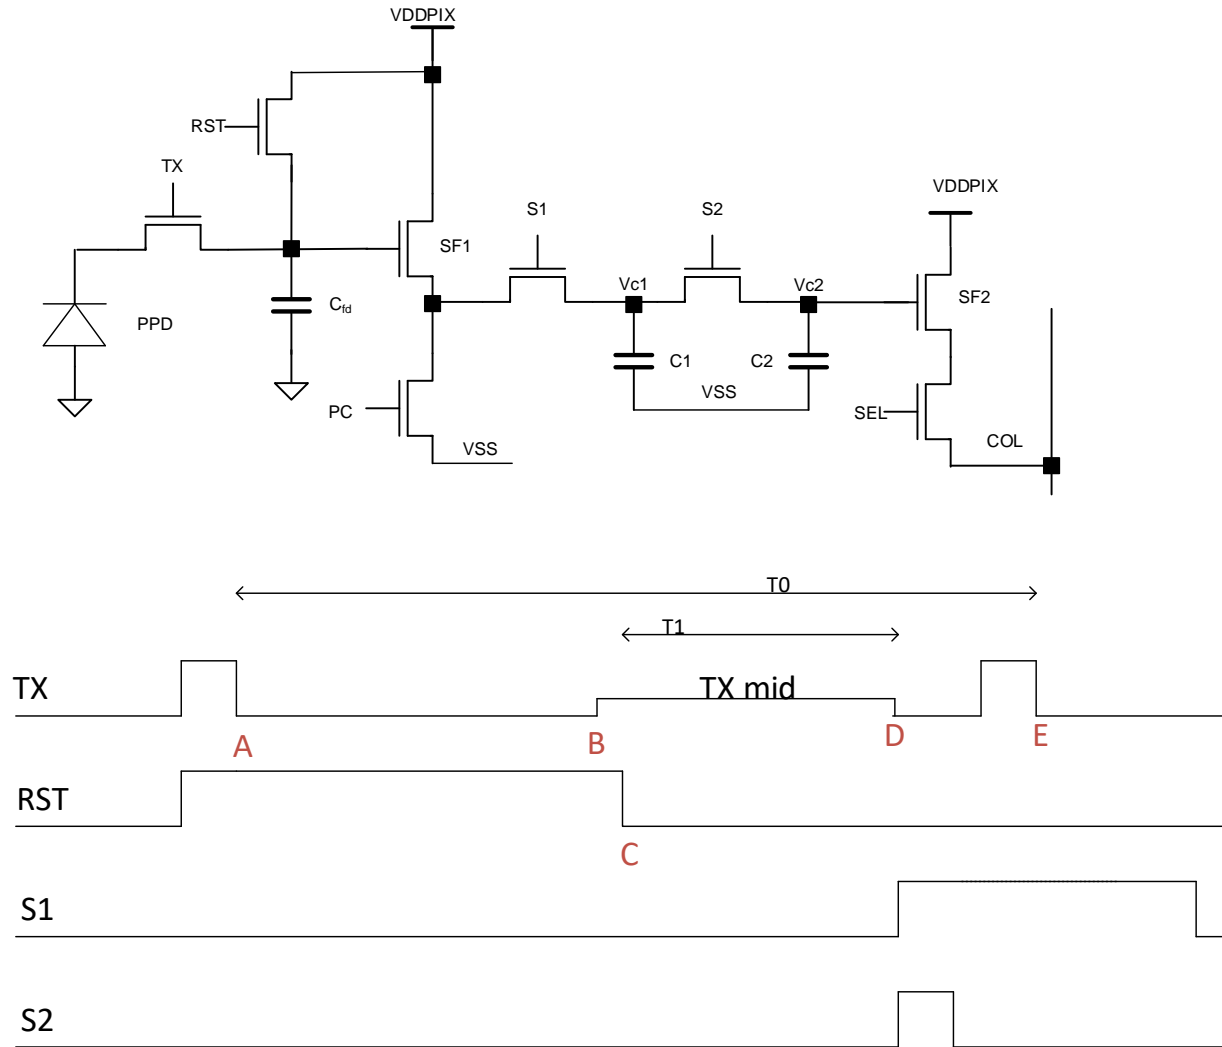 VDDPIX
RST
TX
S1
S2
VDDPIX
SF1
Vc1
Vc2
SF2
PPD
Cfd
C1
C2
VSS
PC
SEL
COL
VSS
T0
T1
TX
TX mid
A
B
D
E
RST
C
S1
S2